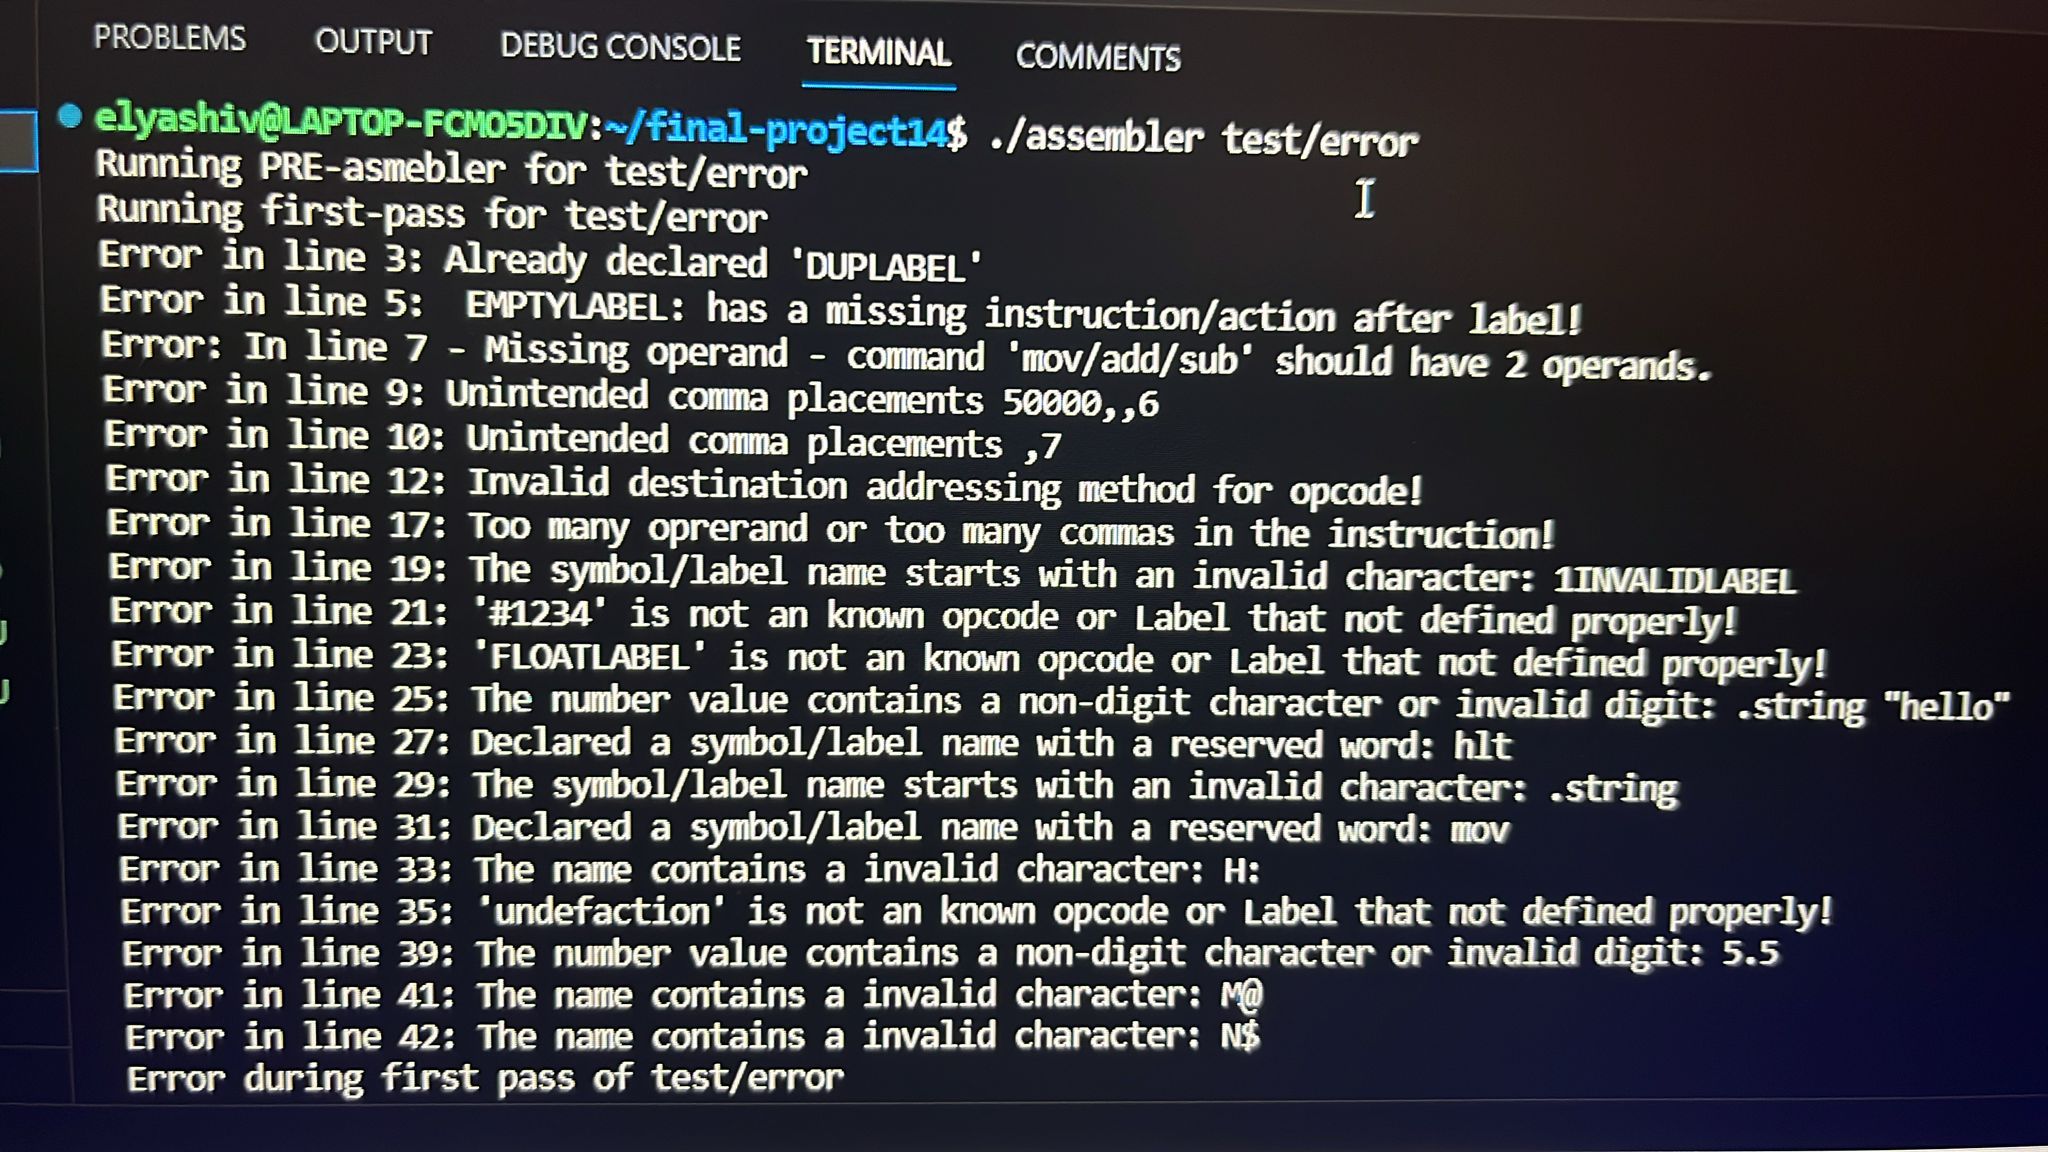 PROBLEMS OUTPUT DEBUG CONSOLE TERMINAL COMMENTS
elyashiv@LAPTOP-FCMO5DIV:~/final-project14$ ./assembler test/error
Running PRE-asmebler for test/error
Running first-pass for test/error
Error in line 3: Already declared 'DUPLABEL'
Error in line 5:  EMPTYLABEL: has a missing instruction/action after label!
Error: In line 7 - Missing operand - command 'mov/add/sub' should have 2 operands.
Error in line 9: Unintended comma placements 50000,,6
Error in line 10: Unintended comma placements ,7
Error in line 12: Invalid destination addressing method for opcode!
Error in line 17: Too many oprerand or too many commas in the instruction!
Error in line 19: The symbol/label name starts with an invalid character: 1INVALIDLABEL
Error in line 21: '#1234' is not an known opcode or Label that not defined properly!
Error in line 23: 'FLOATLABEL' is not an known opcode or Label that not defined properly!
Error in line 25: The number value contains a non-digit character or invalid digit: .string "hello"
Error in line 27: Declared a symbol/label name with a reserved word: hlt
Error in line 29: The symbol/label name starts with an invalid character: .string
Error in line 31: Declared a symbol/label name with a reserved word: mov
Error in line 33: The name contains a invalid character: H:
Error in line 35: 'undefaction' is not an known opcode or Label that not defined properly!
Error in line 39: The number value contains a non-digit character or invalid digit: 5.5
Error in line 41: The name contains a invalid character: M@
Error in line 42: The name contains a invalid character: N$
Error during first pass of test/error